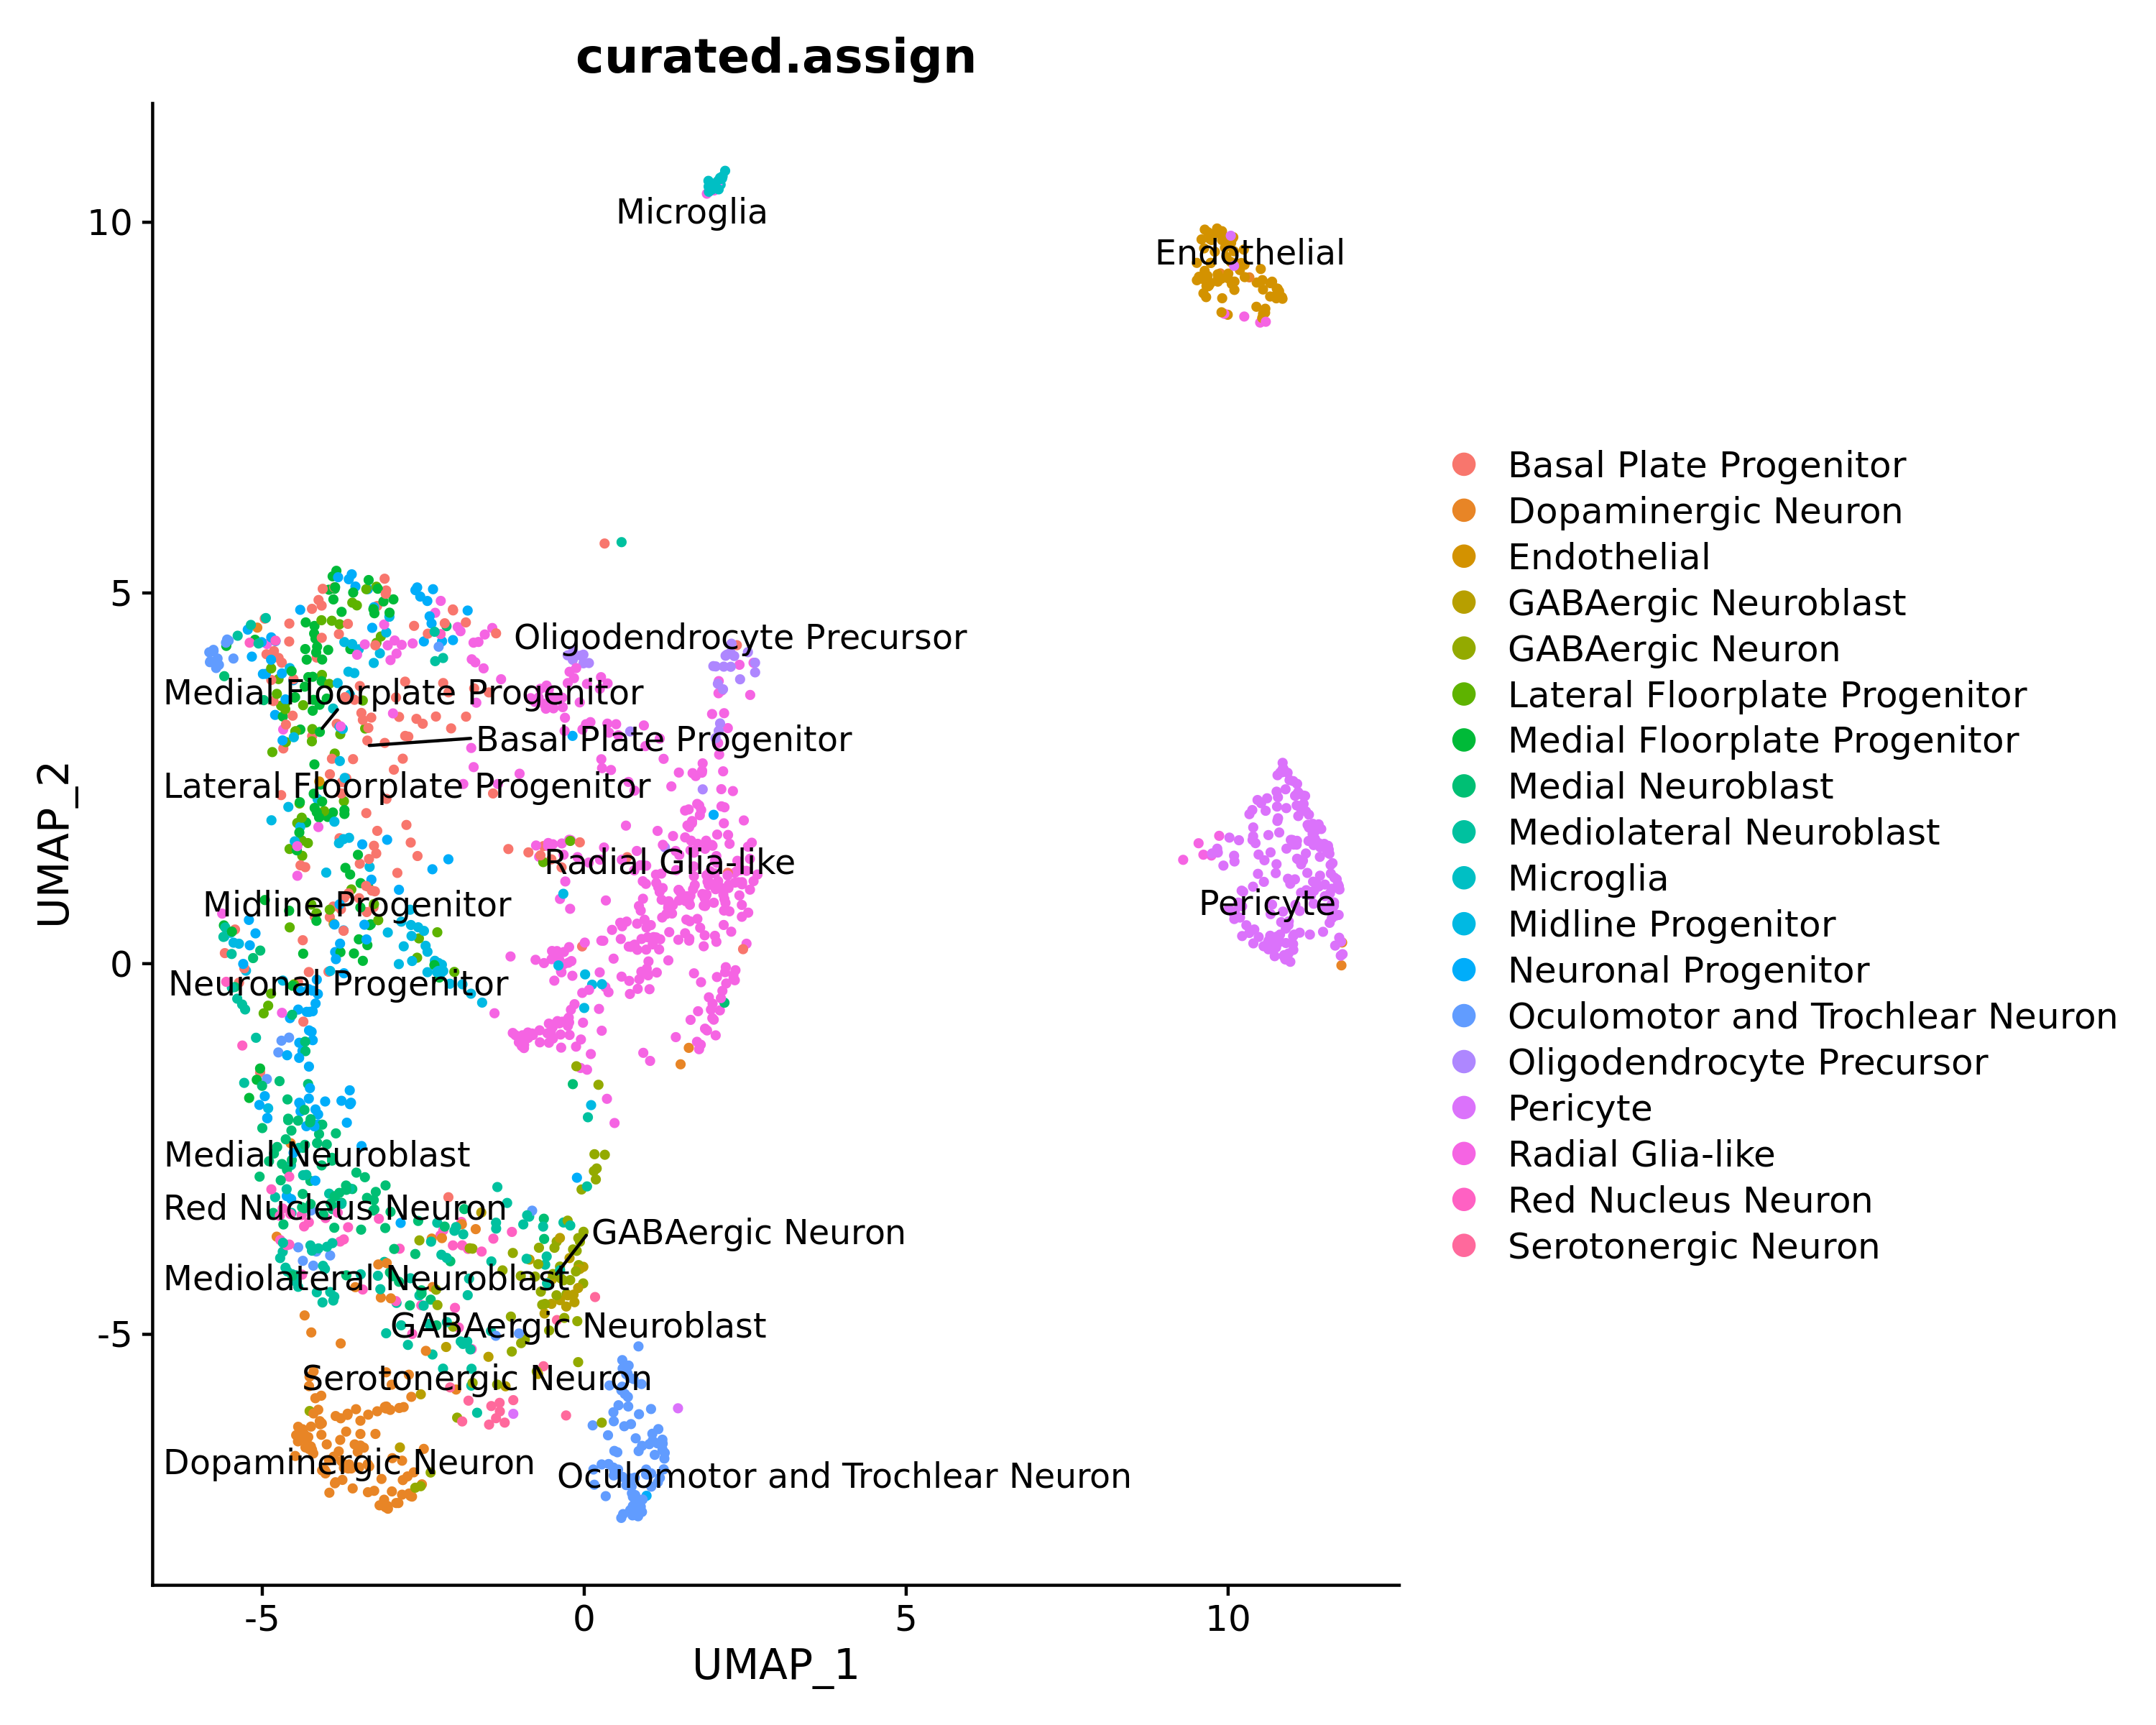 curated.assign
UMAP_2
10
5
0
-5
Microglia
Endothelial
Oligodendrocyte Precursor
Medial Floorplate Progenitor
Basal Plate Progenitor
Lateral Floorplate Progenitor
Radial Glia-like
Midline Progenitor
Pericyte
Neuronal Progenitor
Medial Neuroblast
Red Nucleus Neuron
GABAergic Neuron
Mediolateral Neuroblast
GABAergic Neuroblast
Serotonergic Neuron
Dopaminergic Neuron
Oculomotor and Trochlear Neuron
-5
0
5
10
UMAP_1
Basal Plate Progenitor
Dopaminergic Neuron
Endothelial
GABAergic Neuroblast
GABAergic Neuron
Lateral Floorplate Progenitor
Medial Floorplate Progenitor
Medial Neuroblast
Mediolateral Neuroblast
Microglia
Midline Progenitor
Neuronal Progenitor
Oculomotor and Trochlear Neuron
Oligodendrocyte Precursor
Pericyte
Radial Glia-like
Red Nucleus Neuron
Serotonergic Neuron